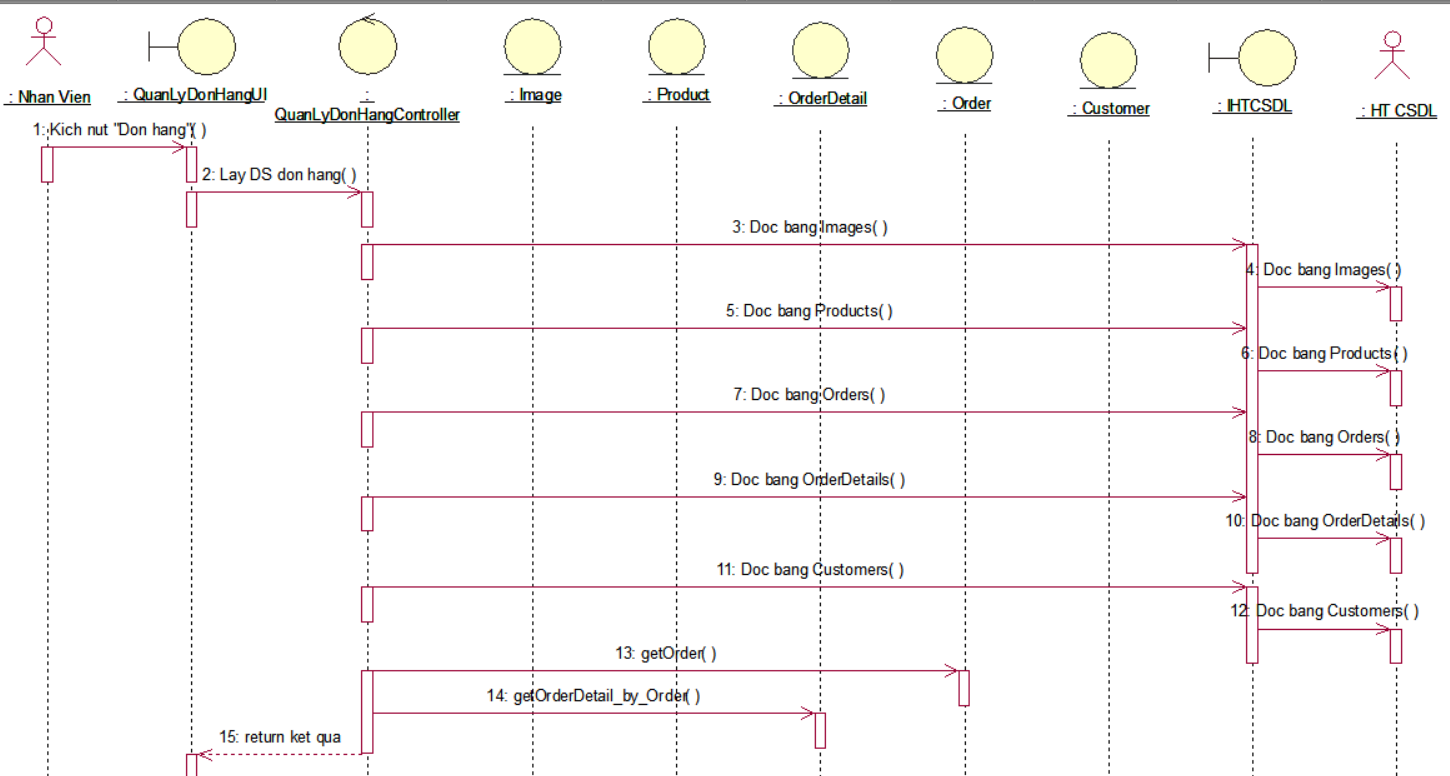 : Nhan Vien
: QuanLyDonHangUI
:
QuanLyDonHangController
: Image
: Product
: OrderDetail
: Order
: Customer
: IHTCSDL
: HT CSDL
1: Kich nut "Don hang"( )
2: Lay DS don hang( )
3: Doc bang Images( )
4: Doc bang Images( )
5: Doc bang Products( )
6: Doc bang Products( )
7: Doc bang Orders( )
8: Doc bang Orders( )
9: Doc bang OrderDetails( )
10: Doc bang OrderDetails( )
11: Doc bang Customers( )
12: Doc bang Customers( )
13: getOrder( )
14: getOrderDetail_by_Order( )
15: return ket qua